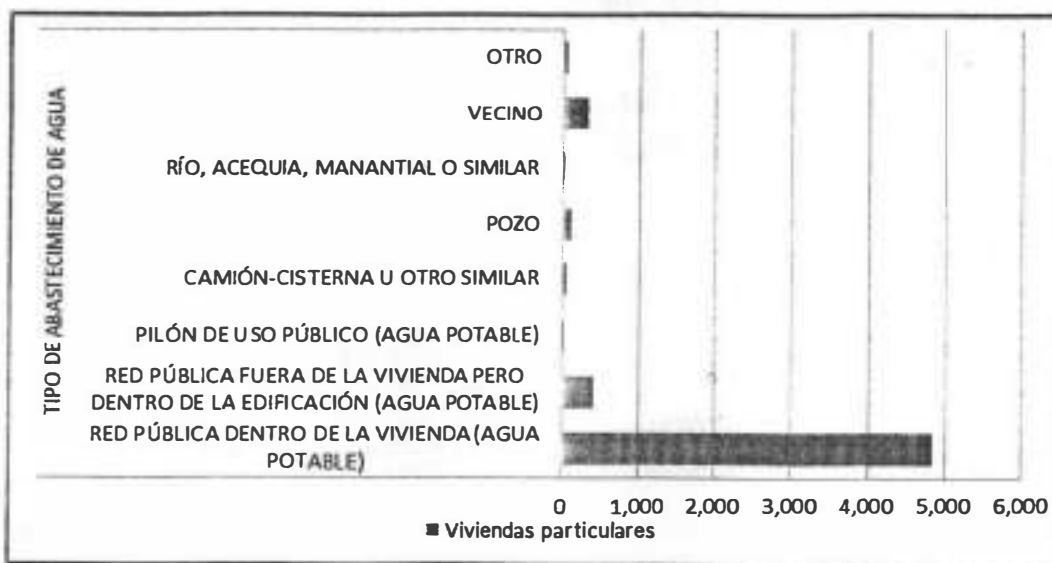 TIPO DE ABASTECIMIENTO DE AGUA
OTRO
VECINO
RÍO, ACEQUIA, MANANTIAL O SIMILAR
POZO
CAMIÓN-CISTERNA U OTRO SIMILAR
PILÓN DE USO PÚBLICO (AGUA POTABLE)
RED PÚBLICA FUERA DE LA VIVIENDA PERO
DENTRO DE LA EDIFICACIÓN (AGUA POTABLE)
RED PÚBLICA DENTRO DE LA VIVIENDA (AGUA
POTABLE)
0 1,000 2,000 3,000 4,000 5,000 6,000
Viviendas particulares